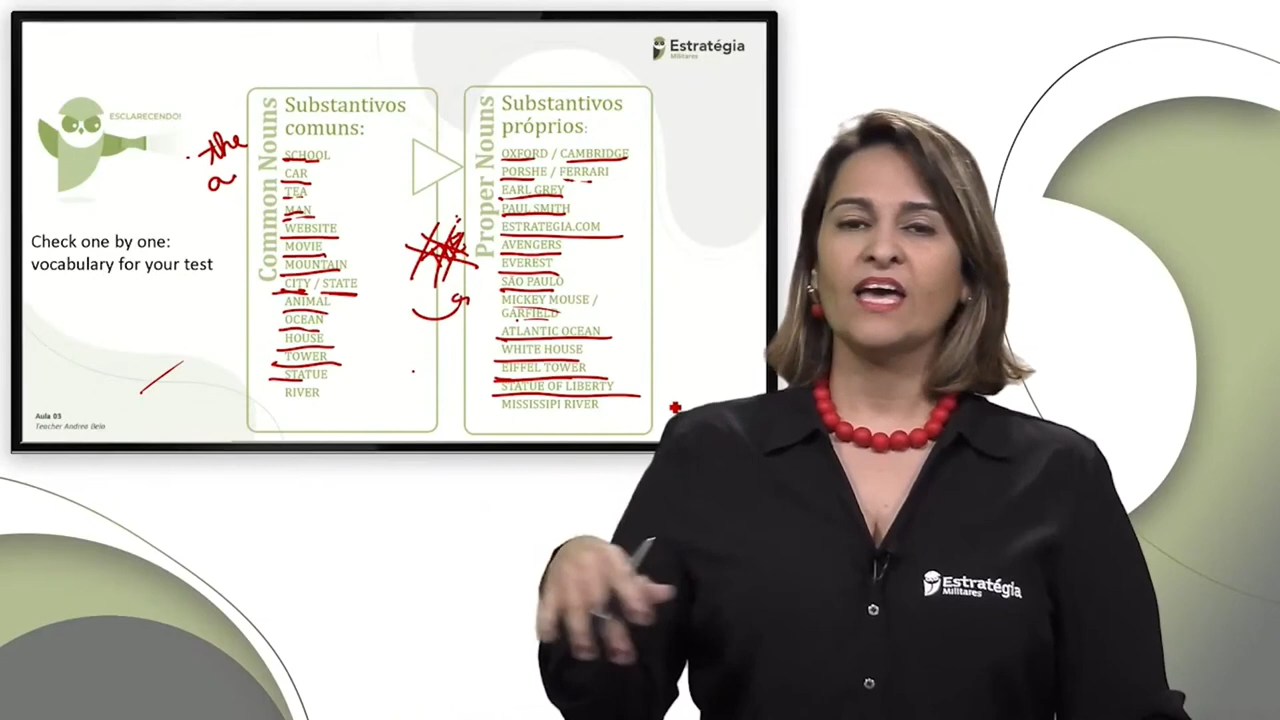 Estratégia
Militares
ESCLARECENDO!
the
a
Check one by one:
vocabulary for your test
Common Nouns
Substantivos
comuns:
SCHOOL
CAR
TEA
MAN
WEBSITE
MOVIE
MOUNTAIN
CITY / STATE
ANIMAL
OCEAN
HOUSE
TOWER
STATUE
RIVER
Proper Nouns
Substantivos
próprios:
OXFORD / CAMBRIDGE
PORSHE / FERRARI
EARL GREY
PAUL SMITH
ESTRATEGIA.COM
AVENGERS
EVEREST
SÃO PAULO
MICKEY MOUSE /
GARFIELD
ATLANTIC OCEAN
WHITE HOUSE
EIFFEL TOWER
STATUE OF LIBERTY
MISSISSIPI RIVER
Aula 03
Teacher Andrea Belo
Estratégia
Militares